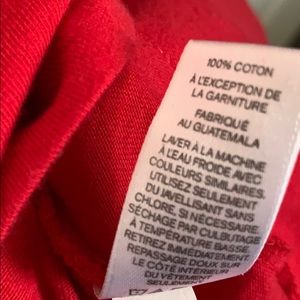 100% COTON
À L'EXCEPTION DE
LA GARNITURE
FABRIQUÉ
AU GUATEMALA
LAVER À LA MACHINE
À L'EAU FROIDE AVEC
COULEURS SIMILAIRES.
UTILISEZ SEULEMENT
DU JAVELLISANT SANS
CHLORE, SI NÉCESSAIRE.
SÉCHAGE PAR CULBUTAGE
À TEMPÉRATURE BASSE.
RETIREZ IMMÉDIATEMENT.
REPASSAGE DOUX SUR
LE CÔTÉ INTÉRIEUR
DU VÊTEMENT
SEULEMENT.